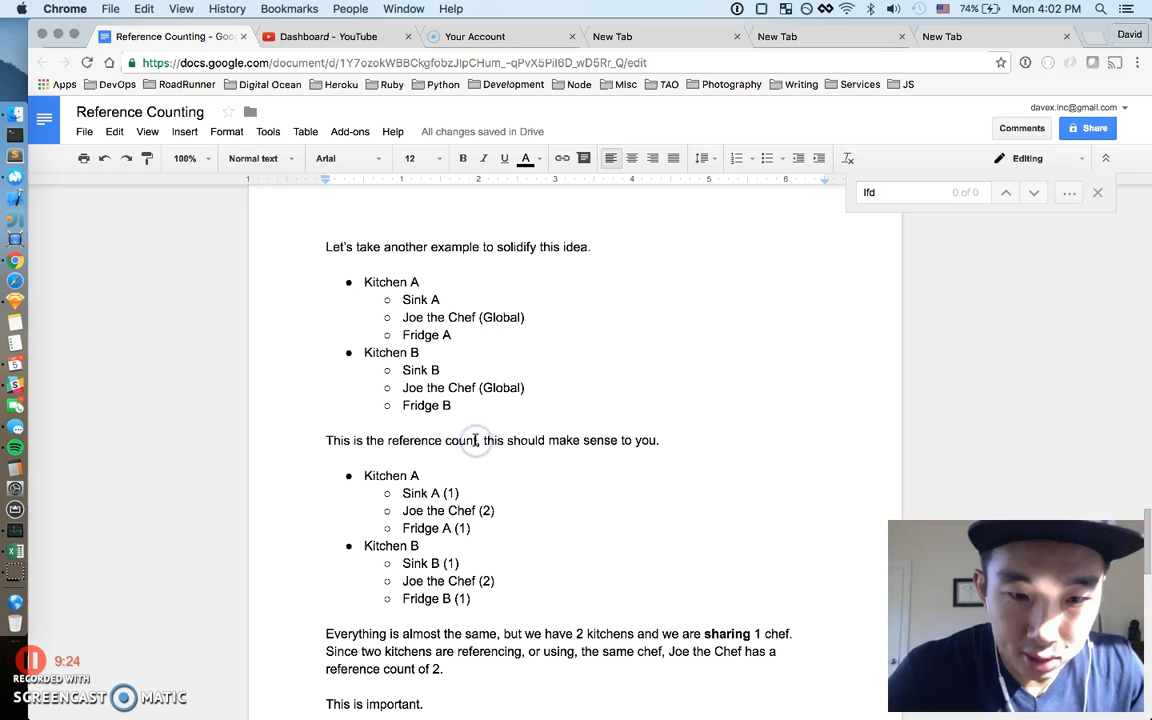 Chrome File Edit View History Bookmarks People Window Help 74% Mon 4:02 PM
Reference Counting - Goo
Dashboard - YouTube
Your Account
New Tab
New Tab
New Tab
David
https://docs.google.com/document/d/1Y7ozokWBBCkgfobzJlpCHum_-qPvX5PiI6D_wD5Rr_Q/edit
Apps DevOps RoadRunner Digital Ocean Heroku Ruby Python Development Node Misc TAO Photography Writing Services JS
Reference Counting
davex.inc@gmail.com
File Edit View Insert Format Tools Table Add-ons Help All changes saved in Drive
Comments
Share
100% Normal text Arial 12 B I U A Editing
1 1 2 3 4 5 6
lfd 0 of 0
Let's take another example to solidify this idea.
Kitchen A
Sink A
Joe the Chef (Global)
Fridge A
Kitchen B
Sink B
Joe the Chef (Global)
Fridge B
This is the reference count, this should make sense to you.
Kitchen A
Sink A (1)
Joe the Chef (2)
Fridge A (1)
Kitchen B
Sink B (1)
Joe the Chef (2)
Fridge B (1)
Everything is almost the same, but we have 2 kitchens and we are sharing 1 chef.
Since two kitchens are referencing, or using, the same chef, Joe the Chef has a
reference count of 2.
This is important.
9:24
RECORDED WITH
SCREENCAST MATIC